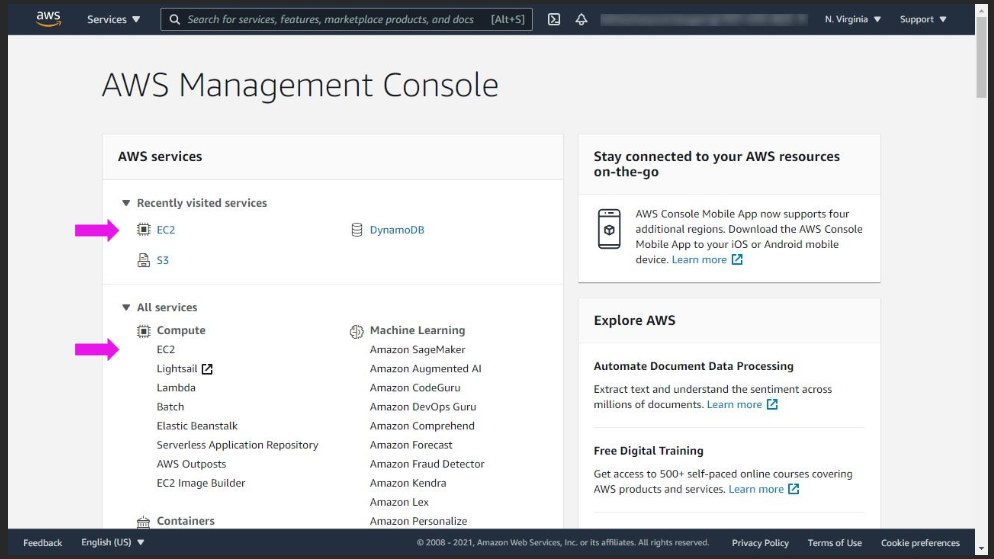 aws
Services
Search for services, features, marketplace products, and docs [Alt+S]
N. Virginia
Support
AWS Management Console
AWS services
Recently visited services
EC2
DynamoDB
S3
All services
Compute
EC2
Lightsail
Lambda
Batch
Elastic Beanstalk
Serverless Application Repository
AWS Outposts
EC2 Image Builder
Containers
Machine Learning
Amazon SageMaker
Amazon Augmented AI
Amazon CodeGuru
Amazon DevOps Guru
Amazon Comprehend
Amazon Forecast
Amazon Fraud Detector
Amazon Kendra
Amazon Lex
Amazon Personalize
Stay connected to your AWS resources
on-the-go
AWS Console Mobile App now supports four
additional regions. Download the AWS Console
Mobile App to your iOS or Android mobile
device. Learn more
Explore AWS
Automate Document Data Processing
Extract text and understand the sentiment across
millions of documents. Learn more
Free Digital Training
Get access to 500+ self-paced online courses covering
AWS products and services. Learn more
Feedback
English (US)
© 2008 - 2021, Amazon Web Services, Inc. or its affiliates. All rights reserved.
Privacy Policy
Terms of Use
Cookie preferences